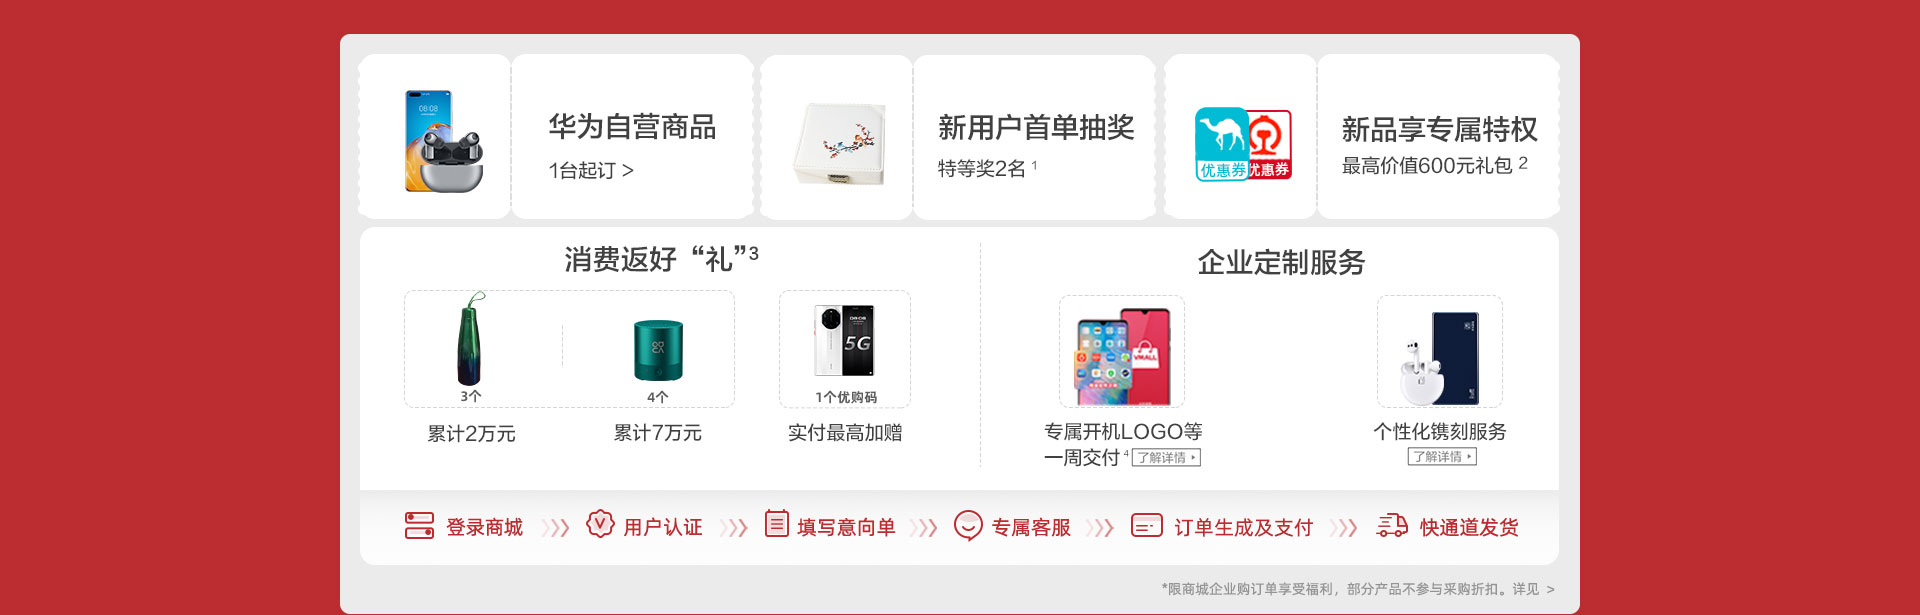 华为自营商品
1台起订 >
新用户首单抽奖
特等奖2名 1
优惠券
优惠券
新品享专属特权
最高价值600元礼包 2
消费返好“礼”3
3个
4个
5G
1个优购码
累计2万元
累计7万元
实付最高加赠
企业定制服务
VMALL
专属开机LOGO等
一周交付 4 了解详情 ▸
个性化镌刻服务
了解详情 ▸
登录商城
用户认证
填写意向单
专属客服
订单生成及支付
快通道发货
*限商城企业购订单享受福利，部分产品不参与采购折扣。详见 >